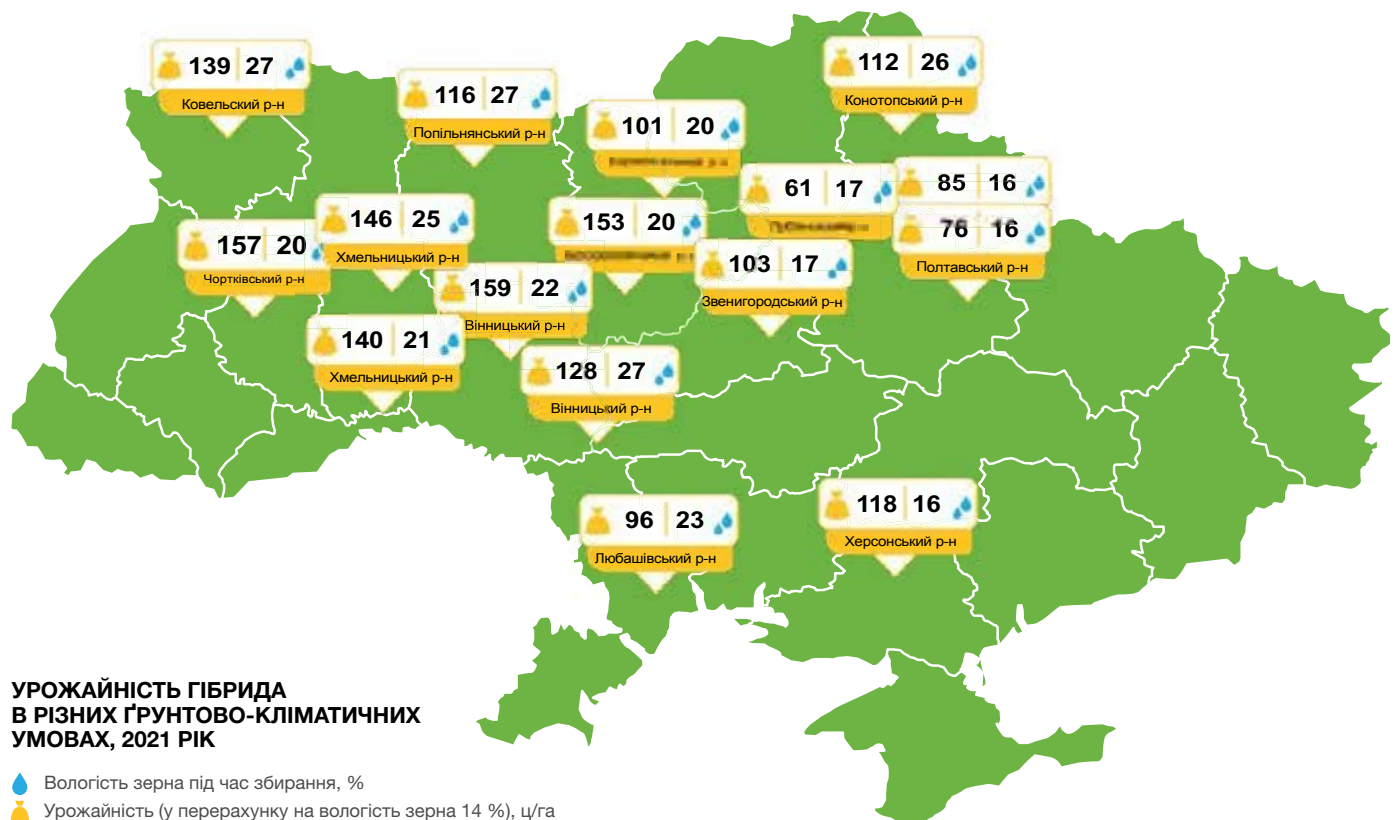 139 27
Ковельский р-н
112 26
Конотопський р-н
116 27
Попільнянський р-н
101 20
61 17
85 16
76 16
Полтавський р-н
146 25
Хмельницький р-н
153 20
157 20
Чортківський р-н
103 17
Звенигородський р-н
159 22
Вінницький р-н
140 21
Хмельницький р-н
128 27
Вінницький р-н
96 23
Любашівський р-н
118 16
Херсонський р-н
УРОЖАЙНІСТЬ ГІБРИДА
В РІЗНИХ ҐРУНТОВО-КЛІМАТИЧНИХ
УМОВАХ, 2021 РІК
Вологість зерна під час збирання, %
Урожайність (у перерахунку на вологість зерна 14 %), ц/га